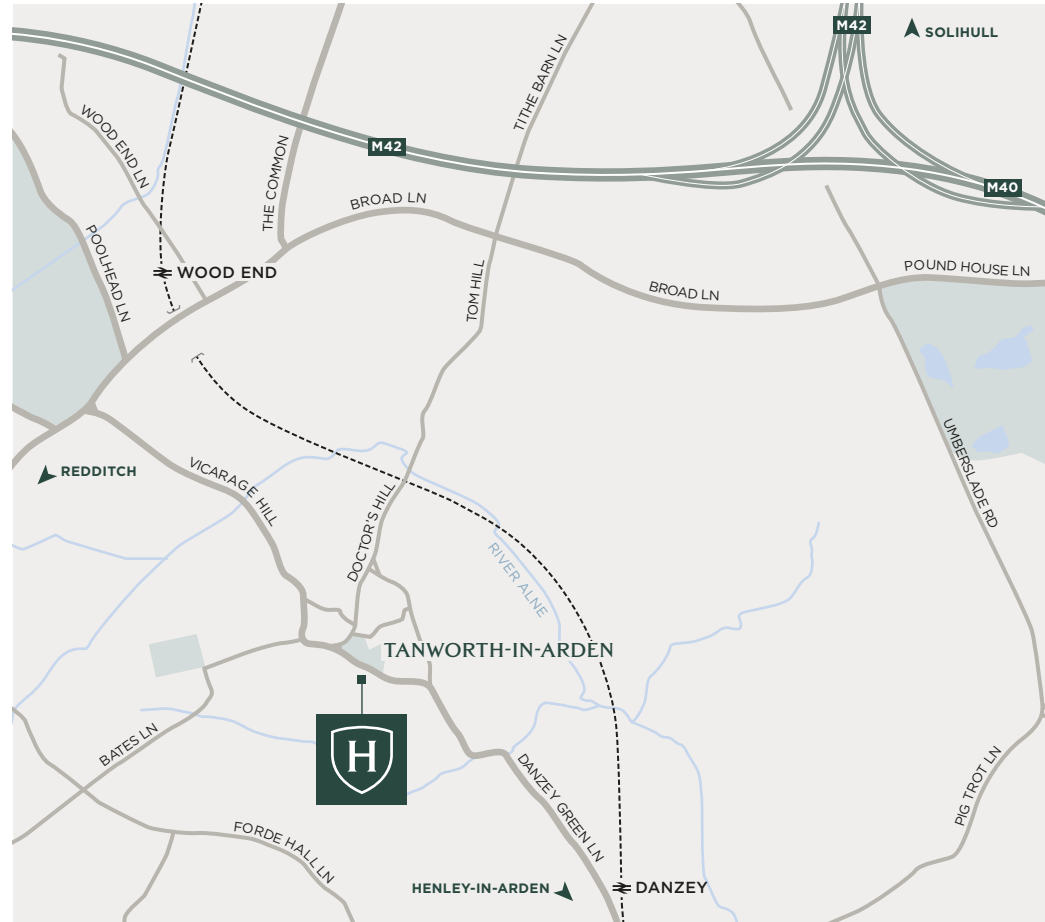 M42
SOLIHULL
TITHE BARN LN
WOOD END LN
THE COMMON
M42
M40
BROAD LN
POOLHEAD LN
WOOD END
TOM HILL
BROAD LN
POUND HOUSE LN
REDDITCH
VICARAGE HILL
UMBERSLADE RD
DOCTOR'S HILL
RIVER ALNE
TANWORTH-IN-ARDEN
BATES LN
H
DANZEY GREEN LN
PIG TROT LN
FORDE HALL LN
HENLEY-IN-ARDEN
DANZEY